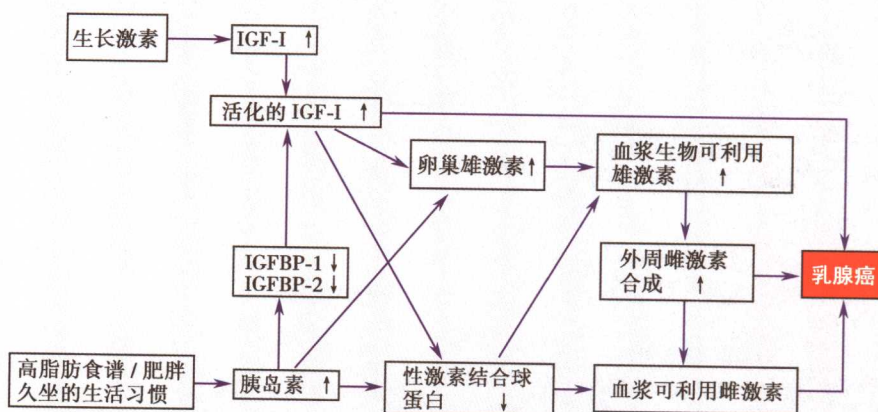 生长激素
IGF-I ↑
活化的 IGF-I ↑
卵巢雄激素↑
血浆生物可利用
雄激素 ↑
IGFBP-1 ↓
IGFBP-2 ↓
外周雌激素
合成 ↑
乳腺癌
高脂肪食谱 / 肥胖
久坐的生活习惯
胰岛素 ↑
性激素结合球
蛋白 ↓
血浆可利用雌激素